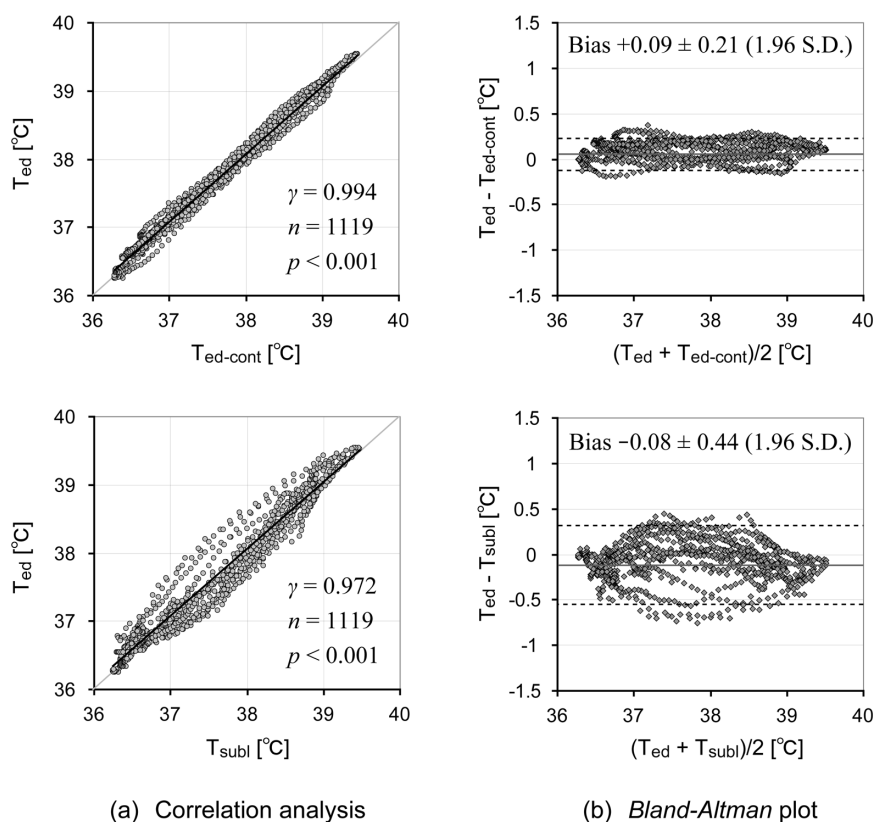 40
39
38
37
36
T_ed [℃]
γ = 0.994
n = 1119
p < 0.001
36 37 38 39 40
T_ed-cont [℃]
Bias +0.09 ± 0.21 (1.96 S.D.)
1.5
1
0.5
0
-0.5
-1
-1.5
T_ed - T_ed-cont [℃]
36 37 38 39 40
(T_ed + T_ed-cont)/2 [℃]
40
39
38
37
36
T_ed [℃]
γ = 0.972
n = 1119
p < 0.001
36 37 38 39 40
T_subl [℃]
Bias −0.08 ± 0.44 (1.96 S.D.)
1.5
1
0.5
0
-0.5
-1
-1.5
T_ed - T_subl [℃]
36 37 38 39 40
(T_ed + T_subl)/2 [℃]
(a) Correlation analysis
(b) Bland-Altman plot